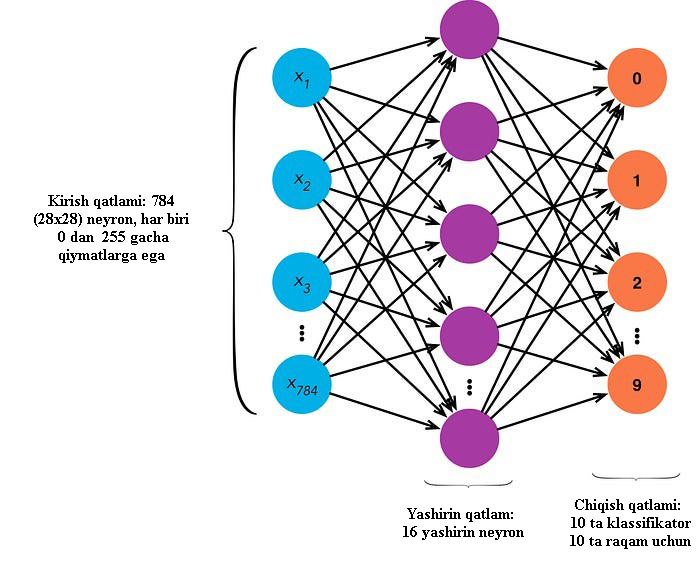 Kirish qatlami: 784
(28x28) neyron, har biri
0 dan 255 gacha
qiymatlarga ega
x1
x2
x3
x784
0
1
2
9
Yashirin qatlam:
16 yashirin neyron
Chiqish qatlami:
10 ta klassifikator
10 ta raqam uchun